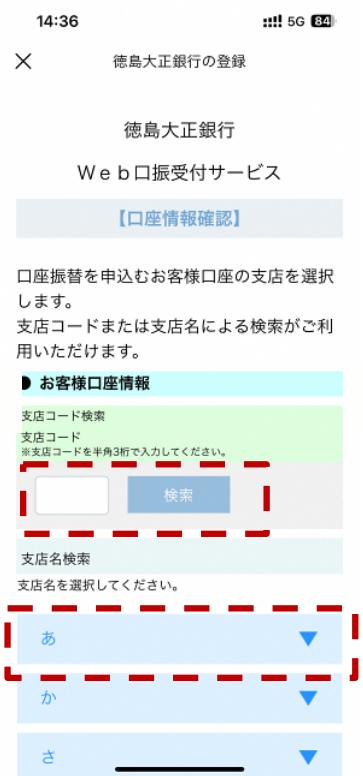 14:36
5G 84
徳島大正銀行の登録
徳島大正銀行
Ｗｅｂ口振受付サービス
【口座情報確認】
口座振替を申込むお客様口座の支店を選択
します。
支店コードまたは支店名による検索がご利
用いただけます。
お客様口座情報
支店コード検索
支店コード
※支店コードを半角3桁で入力してください。
検索
支店名検索
支店名を選択してください。
あ
か
さ